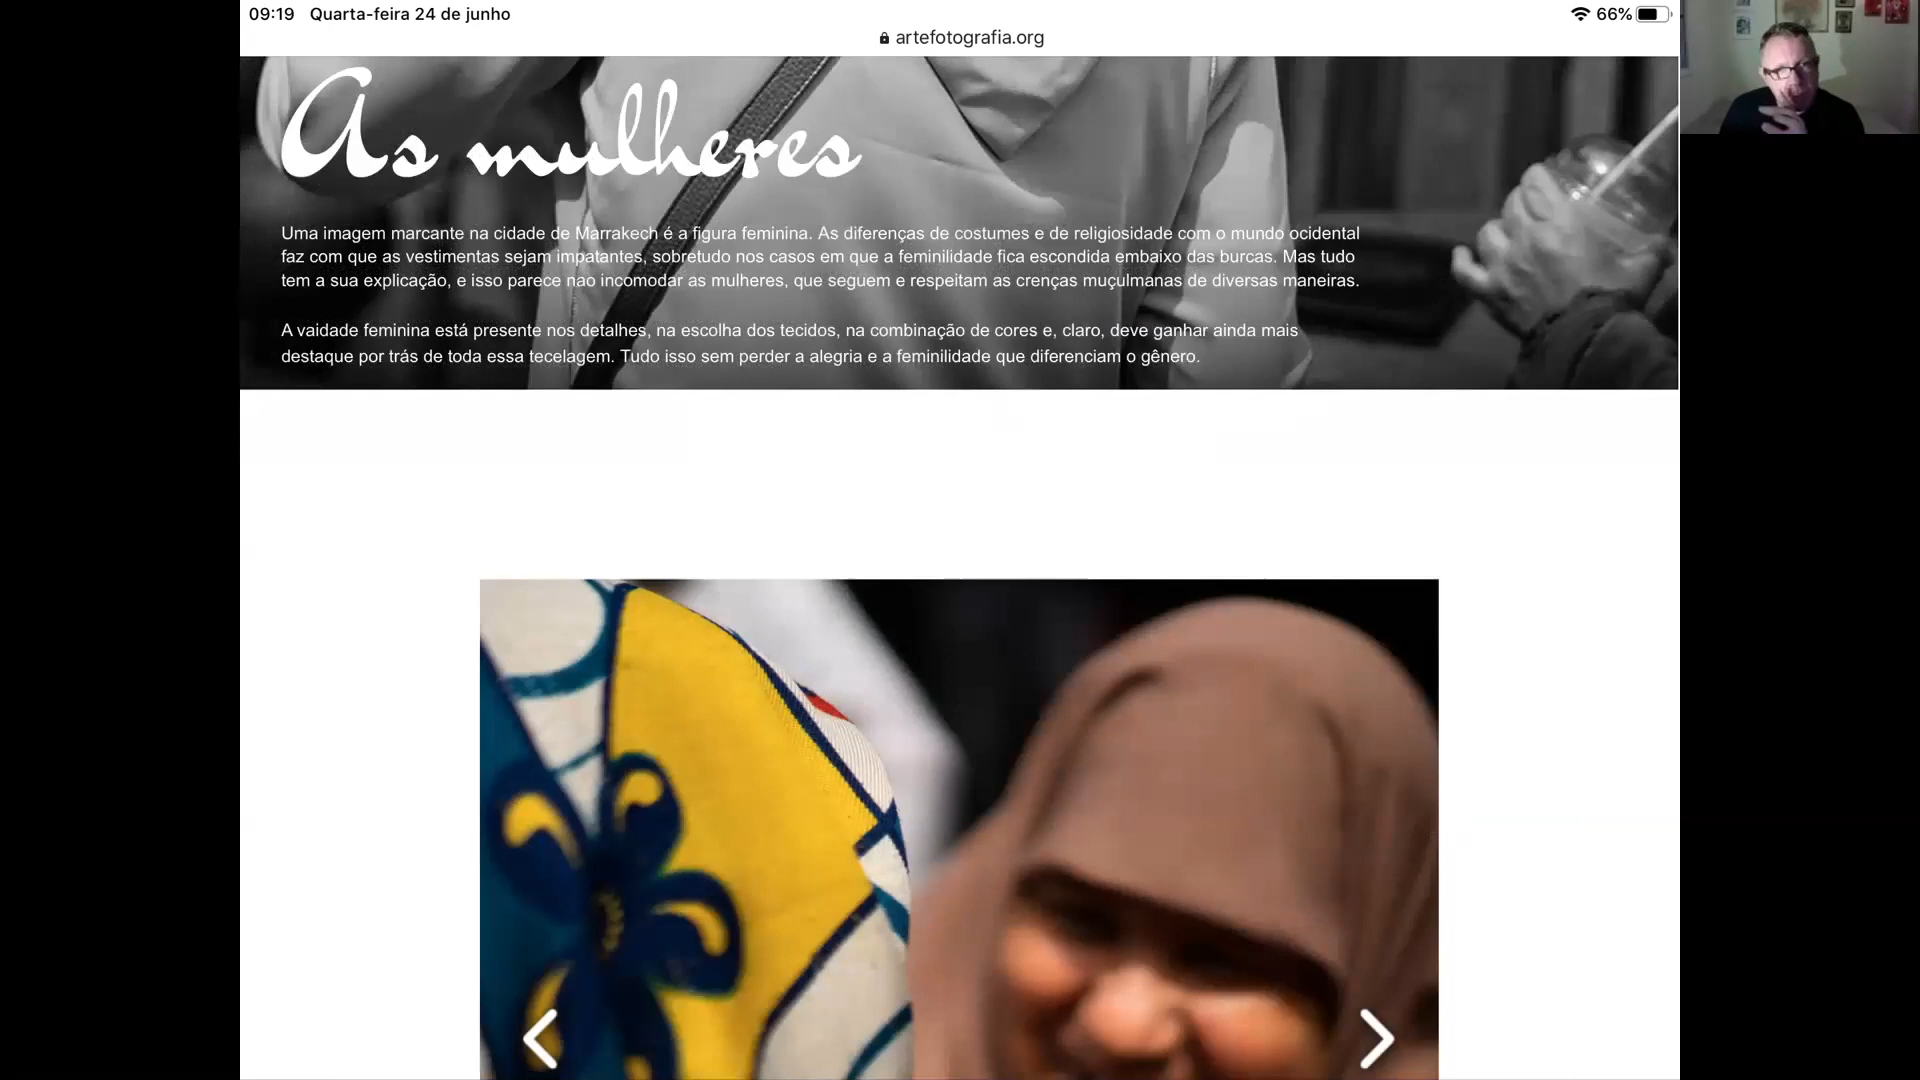 09:19 Quarta-feira 24 de junho 66%
artefotografia.org
As mulheres
Uma imagem marcante na cidade de Marrakech é a figura feminina. As diferenças de costumes e de religiosidade com o mundo ocidental
faz com que as vestimentas sejam impatantes, sobretudo nos casos em que a feminilidade fica escondida embaixo das burcas. Mas tudo
tem a sua explicação, e isso parece não incomodar as mulheres, que seguem e respeitam as crenças muçulmanas de diversas maneiras.
A vaidade feminina está presente nos detalhes, na escolha dos tecidos, na combinação de cores e, claro, deve ganhar ainda mais
destaque por trás de toda essa tecelagem. Tudo isso sem perder a alegria e a feminilidade que diferenciam o gênero.